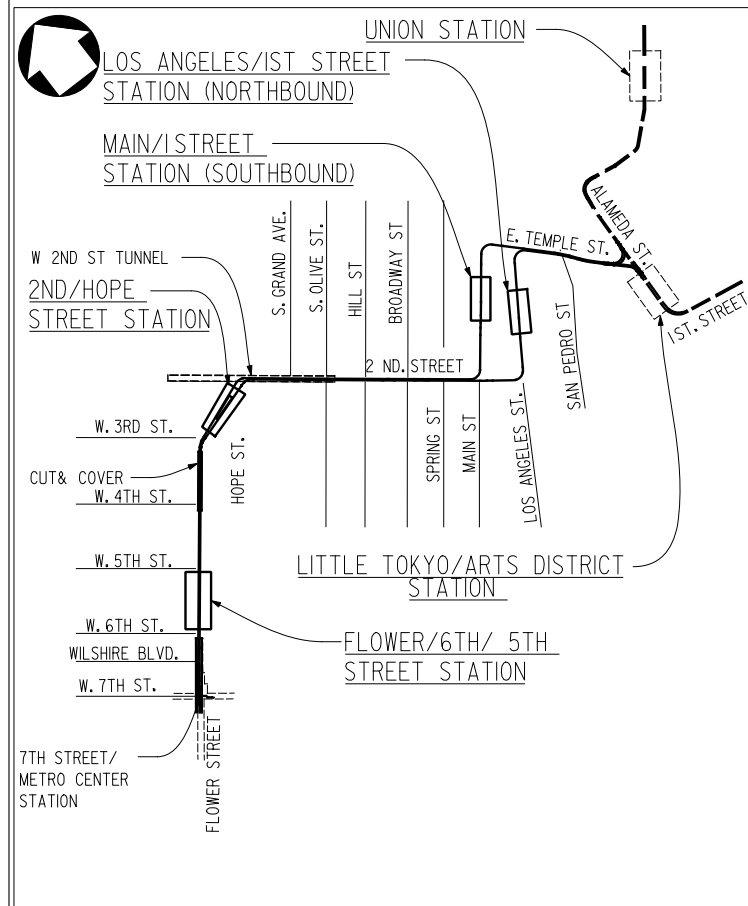 UNION STATION
LOS ANGELES/IST STREET
STATION (NORTHBOUND)
MAIN/I STREET
STATION (SOUTHBOUND)
ALAMEDA ST.
E. TEMPLE ST.
S. GRAND AVE.
S. OLIVE ST.
HILL ST
BROADWAY ST
W 2ND ST TUNNEL
2ND/HOPE
STREET STATION
I ST. STREET
2 ND. STREET
SAN PEDRO ST
SPRING ST
MAIN ST
LOS ANGELES ST.
W. 3RD ST.
HOPE ST.
CUT& COVER
W. 4TH ST.
W. 5TH ST.
LITTLE TOKYO/ARTS DISTRICT
STATION
W. 6TH ST.
FLOWER/6TH/ 5TH
STREET STATION
WILSHIRE BLVD.
W. 7TH ST.
7TH STREET/
METRO CENTER
STATION
FLOWER STREET